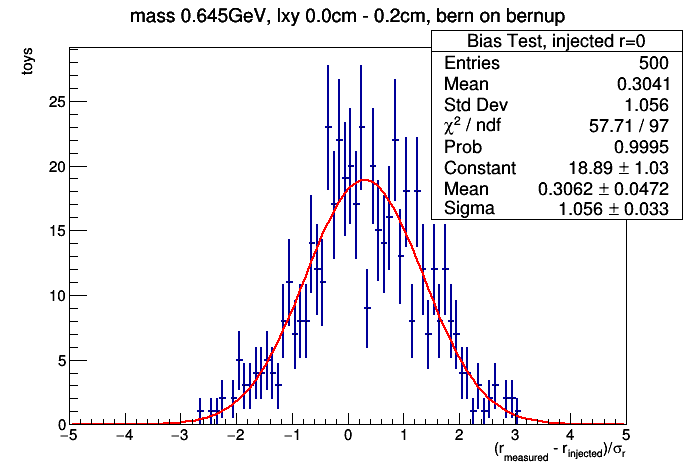 mass 0.645GeV, lxy 0.0cm - 0.2cm, bern on bernup
toys
Bias Test, injected r=0
Entries 500
Mean 0.3041
Std Dev 1.056
χ² / ndf 57.71 / 97
Prob 0.9995
Constant 18.89 ± 1.03
Mean 0.3062 ± 0.0472
Sigma 1.056 ± 0.033
25
20
15
10
5
0
−5 −4 −3 −2 −1 0 1 2 3 4 5
(r_measured - r_injected)/σ_r